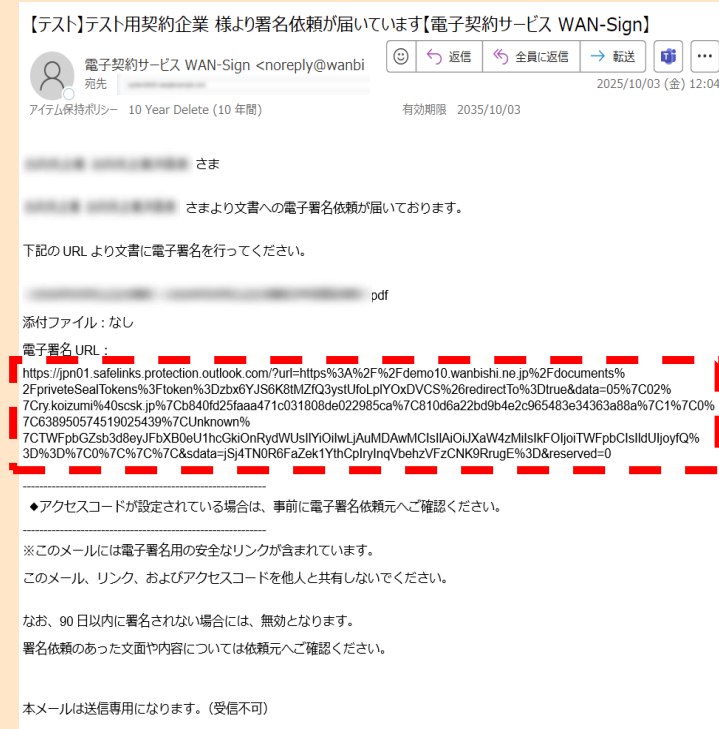 【テスト】テスト用契約企業 様より署名依頼が届いています【電子契約サービス WAN-Sign】
電子契約サービス WAN-Sign <noreply@wanbi
返信
全員に返信
転送
宛先
2025/10/03 (金) 12:04
アイテム保持ポリシー 10 Year Delete (10 年間)
有効期限 2035/10/03
さま
さまより文書への電子署名依頼が届いております。
下記の URL より文書に電子署名を行ってください。
pdf
添付ファイル : なし
電子署名 URL :
https://jpn01.safelinks.protection.outlook.com/?url=https%3A%2F%2Fdemo10.wanbishi.ne.jp%2Fdocuments%
2FpriveteSealTokens%3Ftoken%3Dzbx6YJS6K8tMZfQ3ystUfoLplYOxDVCS%26redirectTo%3Dtrue&data=05%7C02%
7Cry.koizumi%40scsk.jp%7Cb840fd25faaa471c031808de022985ca%7C810d6a22bd9b4e2c965483e34363a88a%7C1%7C0%
7C638950574519025439%7CUnknown%
7CTWFpbGZsb3d8eyJFbXB0eU1hcGkiOnRydWUsIlYiOiIwLjAuMDAwMCIsIlAiOiJXaW4zMiIsIkFOIjoiTWFpbCIsIldUIjoyfQ%
3D%3D%7C0%7C%7C%7C&sdata=jSj4TN0R6FaZek1YthCpIryInqVbehzVFzCNK9RrugE%3D&reserved=0
------------------------------------------------------------
◆アクセスコードが設定されている場合は、事前に電子署名依頼元へご確認ください。
------------------------------------------------------------
※このメールには電子署名用の安全なリンクが含まれています。
このメール、リンク、およびアクセスコードを他人と共有しないでください。
なお、90 日以内に署名されない場合には、無効となります。
署名依頼のあった文面や内容については依頼元へご確認ください。
本メールは送信専用になります。（受信不可）